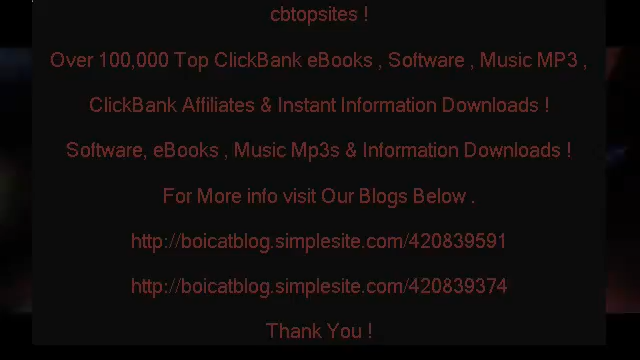 cbtopsites !
Over 100,000 Top ClickBank eBooks , Software , Music MP3 ,
ClickBank Affiliates & Instant Information Downloads !
Software, eBooks , Music Mp3s & Information Downloads !
For More info visit Our Blogs Below .
http://boicatblog.simplesite.com/420839591
http://boicatblog.simplesite.com/420839374
Thank You !